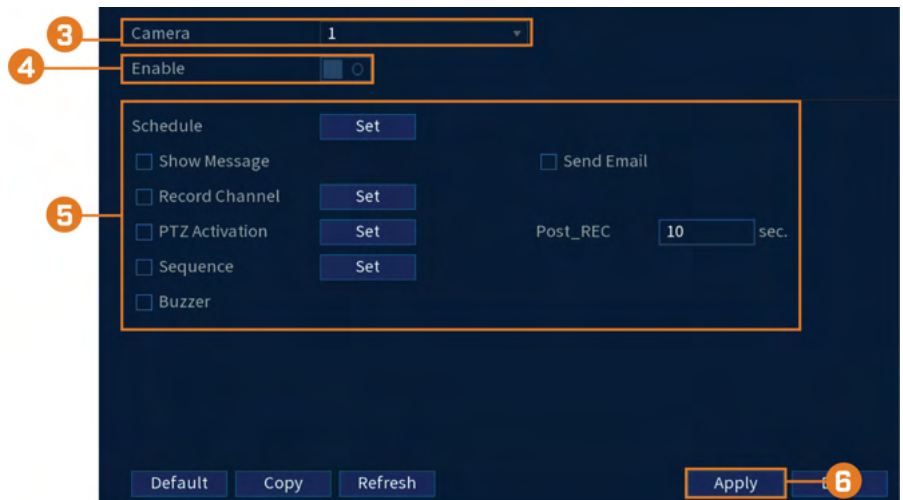 3 Camera 1
4 Enable
Schedule Set
Show Message Send Email
Record Channel Set
5 PTZ Activation Set Post_REC 10 sec.
Sequence Set
Buzzer
Default Copy Refresh Apply 6